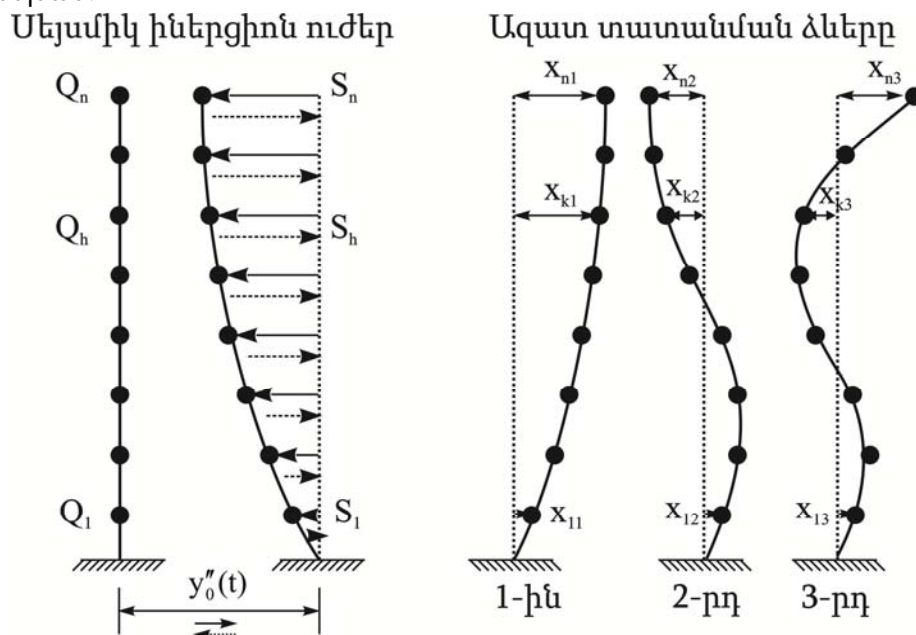 Սեյսմիկ իներցիոն ուժեր
Ազատ տատանման ձևերը
Qₙ
Sₙ
Xₙ₁
Xₙ₂
Xₙ₃
Qₕ
Sₕ
Xₖ₁
Xₖ₂
Xₖ₃
Q₁
S₁
X₁₁
X₁₂
X₁₃
y₀″(t)
1-ին
2-րդ
3-րդ